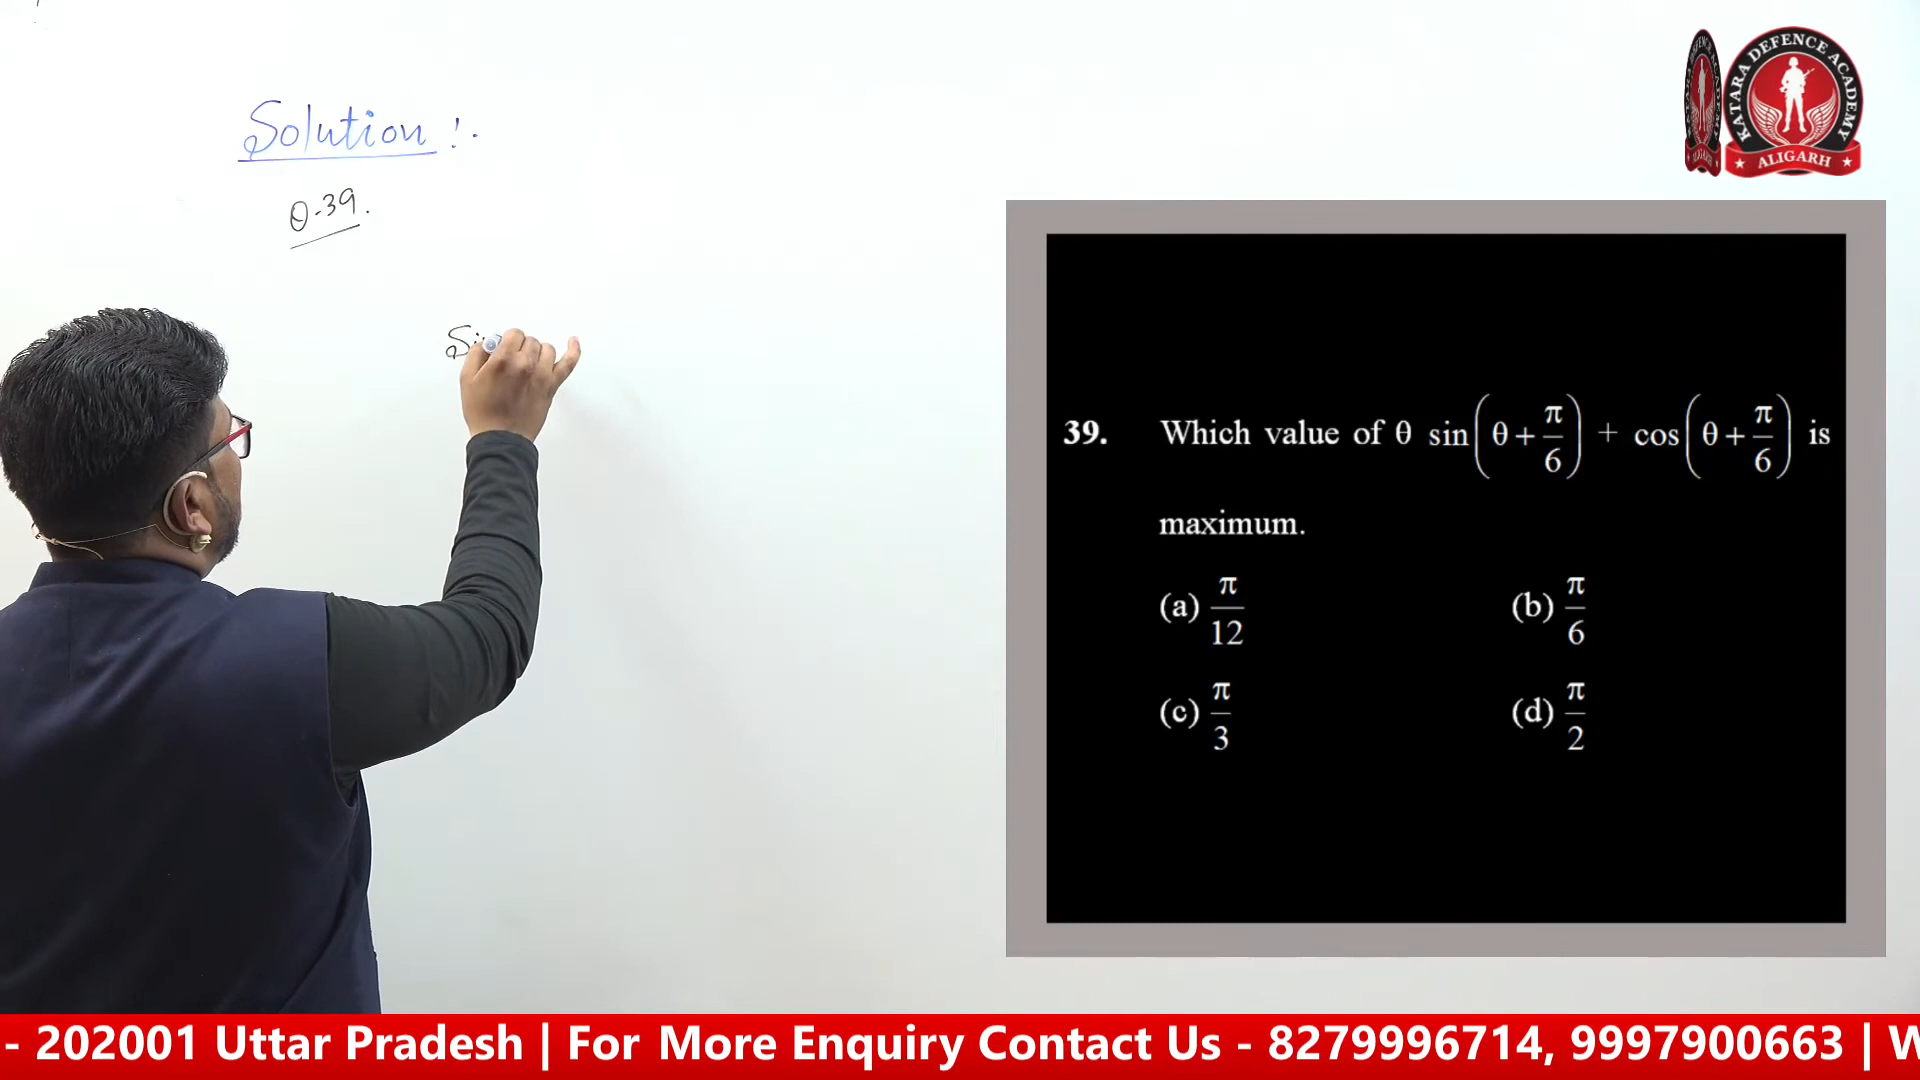 Solution :-
Q-39.
Si
KATARA DEFENCE ACADEMY
ALIGARH
39. Which value of θ sin(θ + π/6) + cos(θ + π/6) is
maximum.
(a) π/12 (b) π/6
(c) π/3 (d) π/2
- 202001 Uttar Pradesh | For More Enquiry Contact Us - 8279996714, 9997900663 | W